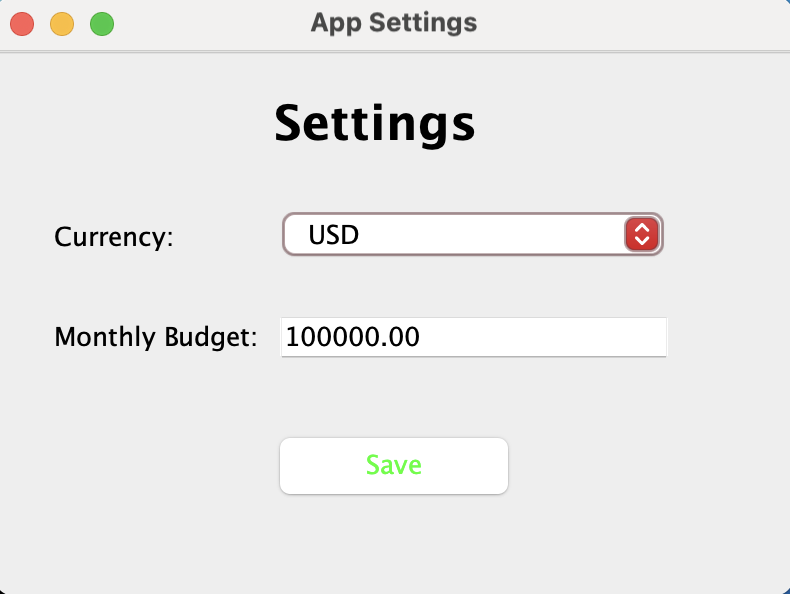 App Settings
Settings
Currency: USD
Monthly Budget: 100000.00
Save